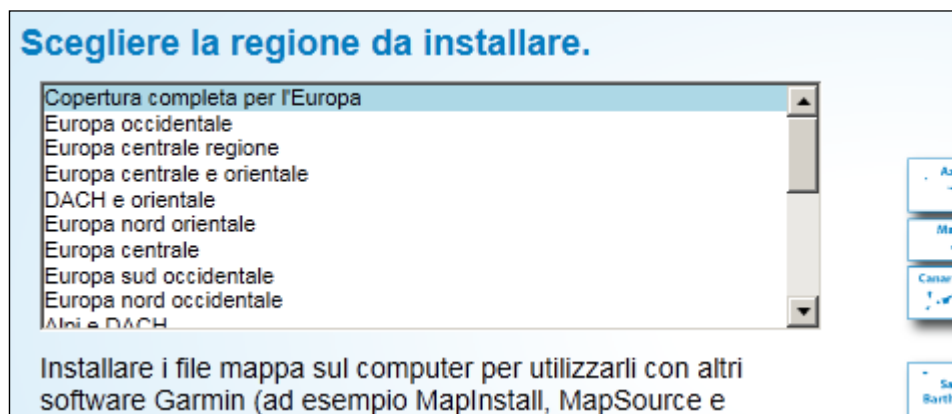 Scegliere la regione da installare.
Copertura completa per l'Europa
Europa occidentale
Europa centrale regione
Europa centrale e orientale
DACH e orientale
Europa nord orientale
Europa centrale
Europa sud occidentale
Europa nord occidentale
Alpi e DACH
Installare i file mappa sul computer per utilizzarli con altri
software Garmin (ad esempio MapInstall, MapSource e